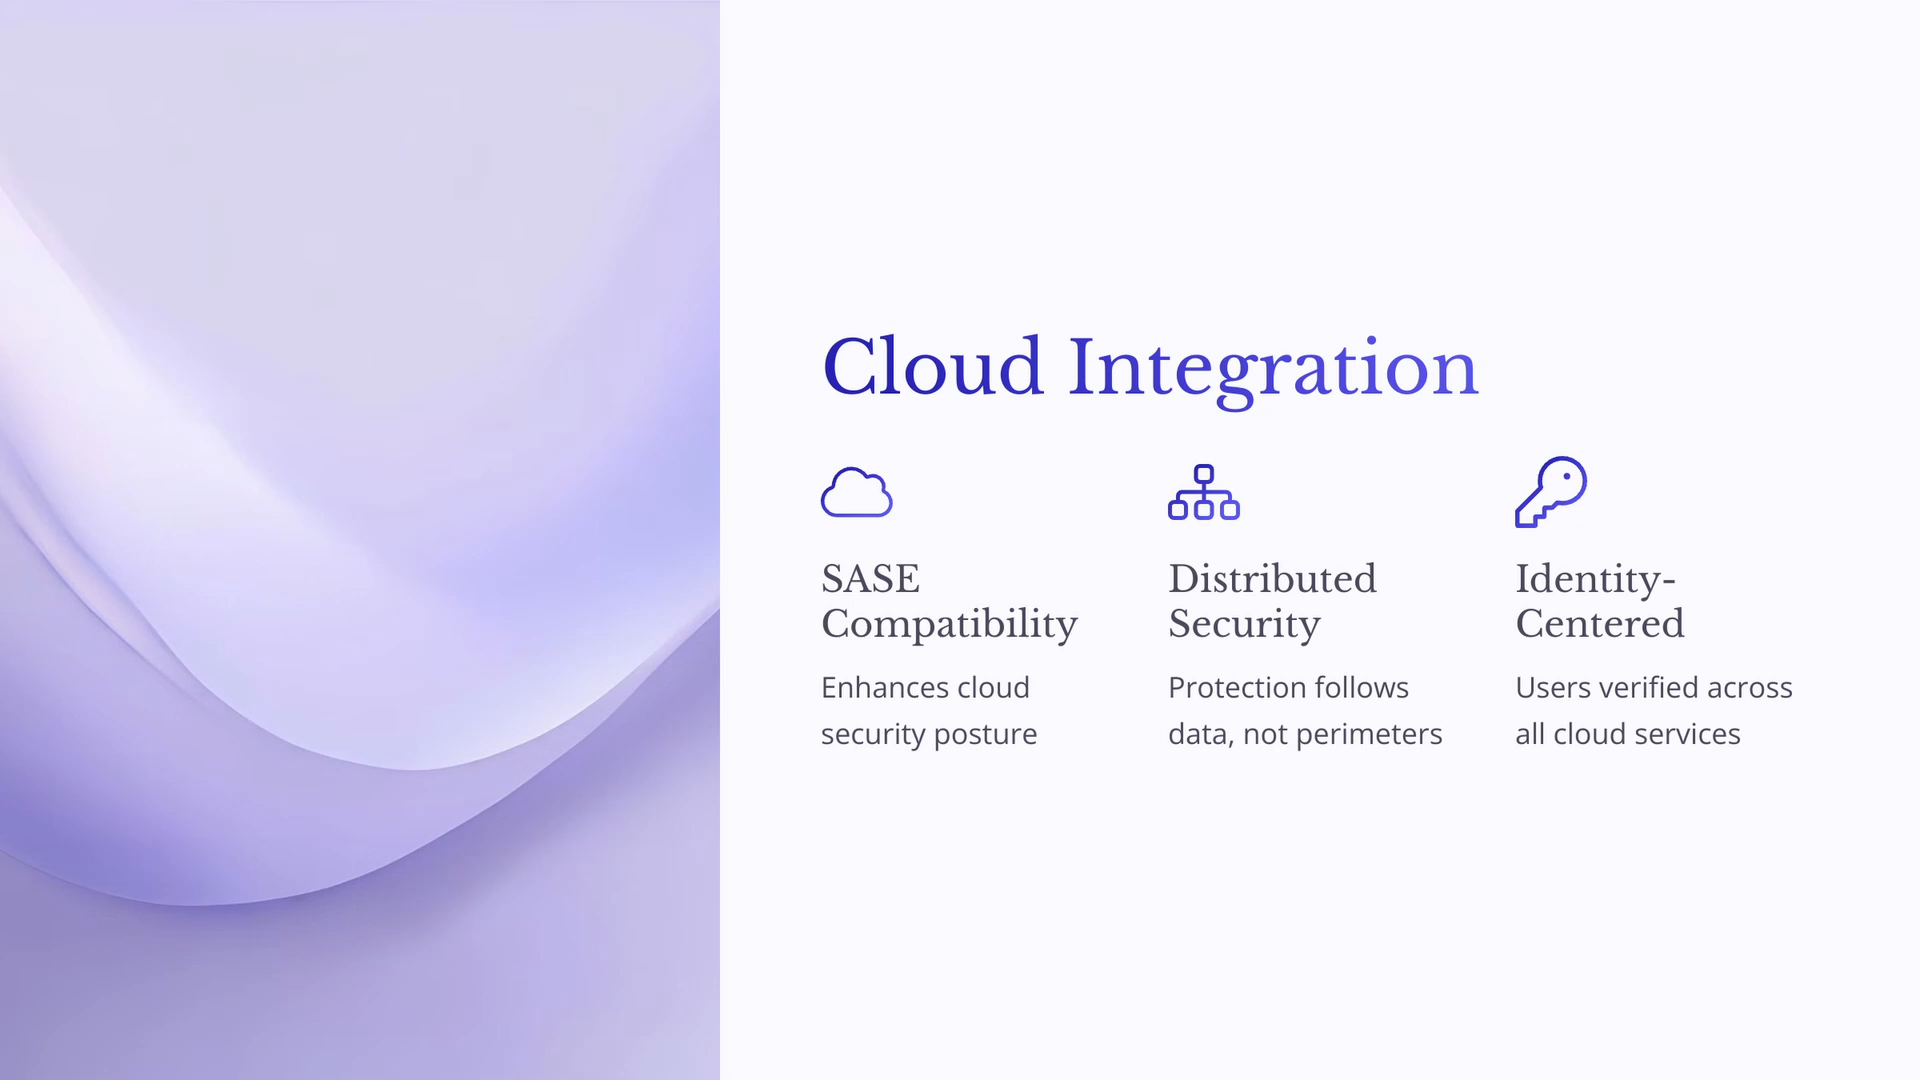 Cloud Integration
SASE
Compatibility
Enhances cloud
security posture
Distributed
Security
Protection follows
data, not perimeters
Identity-
Centered
Users verified across
all cloud services